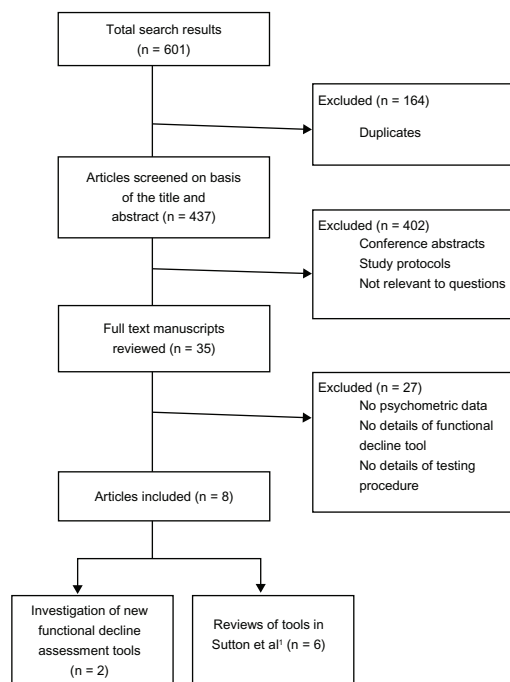 Total search results
(n = 601)
Excluded (n = 164)
Duplicates
Articles screened on basis
of the title and
abstract (n = 437)
Excluded (n = 402)
Conference abstracts
Study protocols
Not relevant to questions
Full text manuscripts
reviewed (n = 35)
Excluded (n = 27)
No psychometric data
No details of functional
decline tool
No details of testing
procedure
Articles included (n = 8)
Investigation of new
functional decline
assessment tools
(n = 2)
Reviews of tools in
Sutton et al¹ (n = 6)